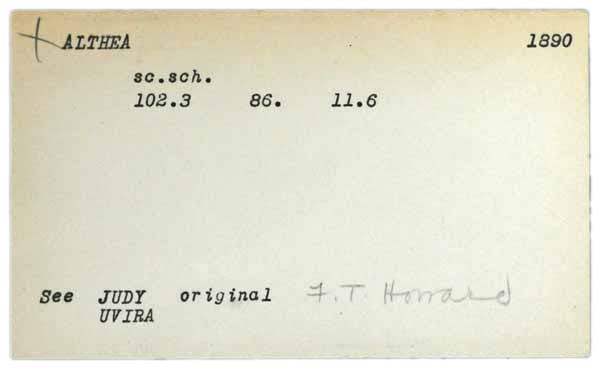 ALTHEA 1890
sc.sch.
102.3 86. 11.6
See JUDY original F. T. Howard
UVIRA